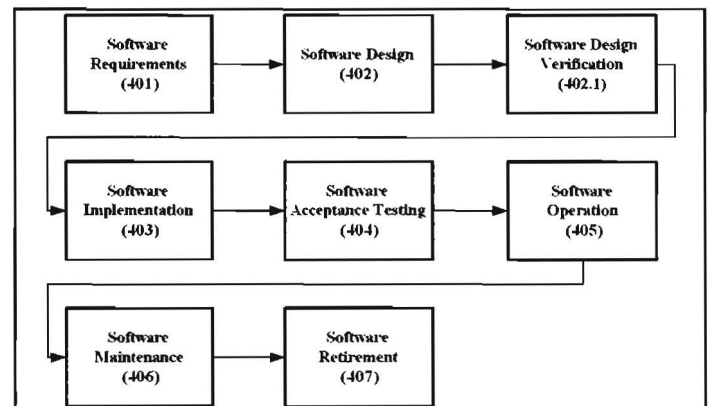 Software
Requirements
(401)
Software Design
(402)
Software Design
Verification
(402.1)
Software
Implementation
(403)
Software
Acceptance Testing
(404)
Software
Operation
(405)
Software
Maintenance
(406)
Software
Retirement
(407)